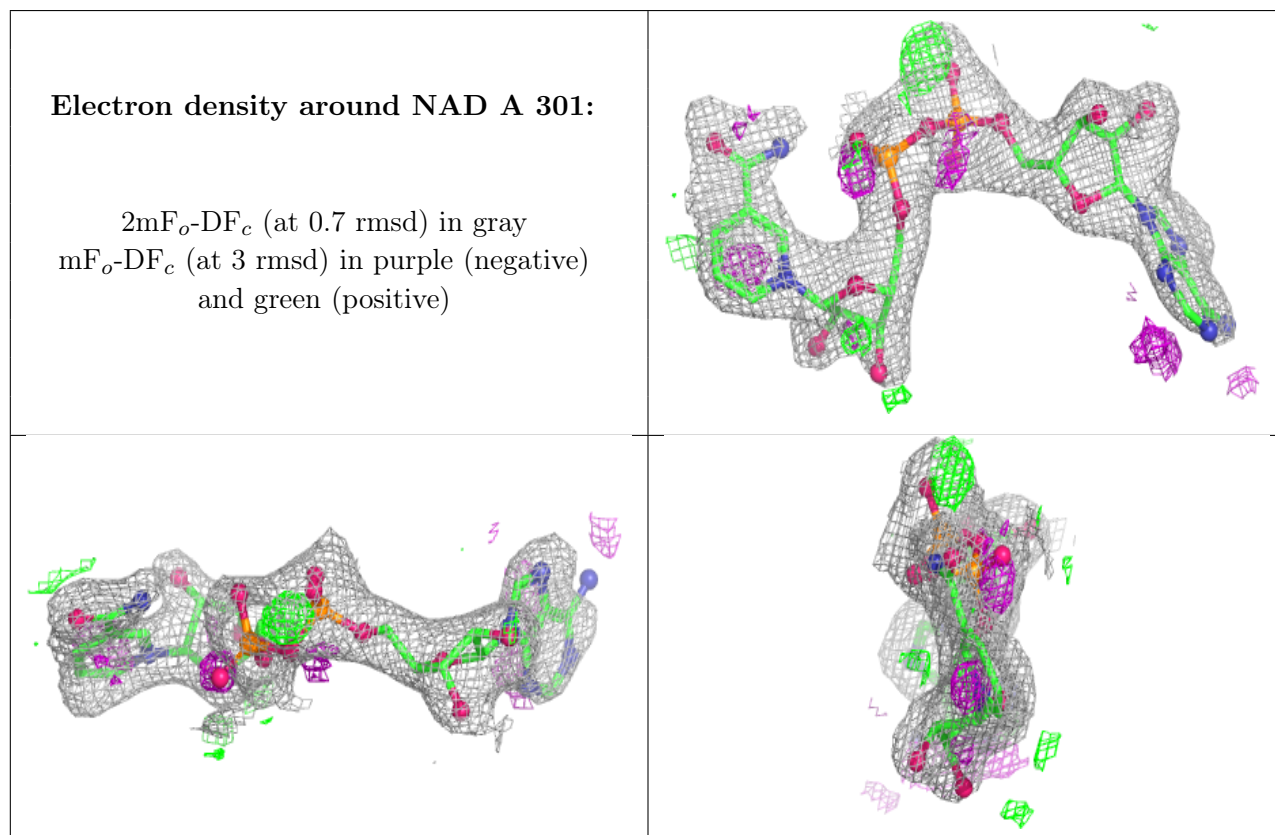 Electron density around NAD A 301:
2mFo-DFc (at 0.7 rmsd) in gray
mFo-DFc (at 3 rmsd) in purple (negative)
and green (positive)